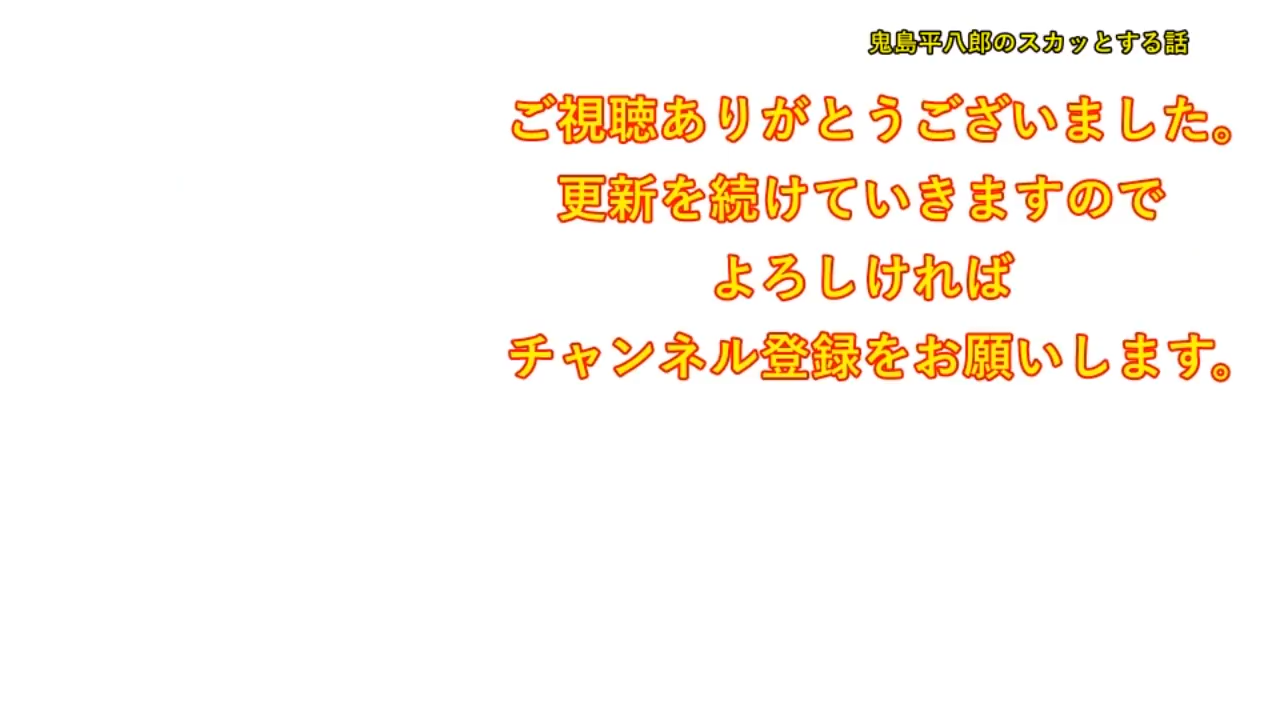 鬼島平八郎のスカッとする話
ご視聴ありがとうございました。
更新を続けていきますので
よろしければ
チャンネル登録をお願いします。